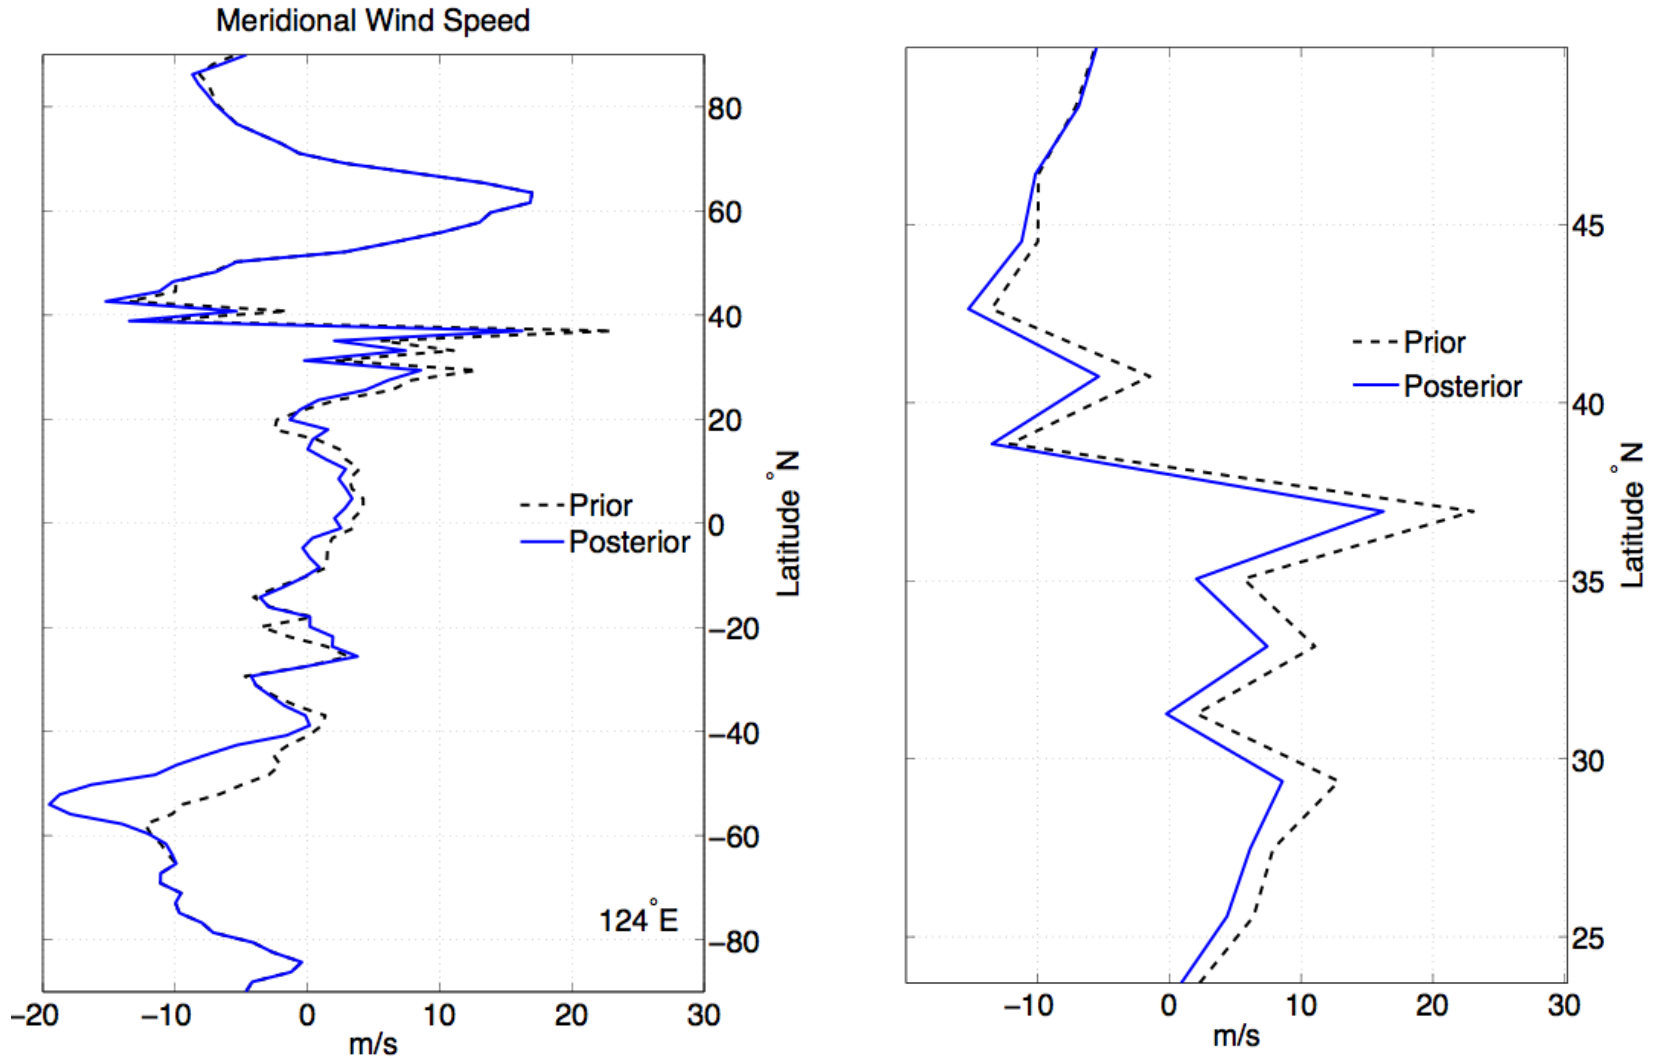 Meridional Wind Speed
80
60
40
20
0
−20
−40
−60
−80
Latitude °N
Prior
Posterior
124°E
−20 −10 0 10 20 30
m/s
45
40
35
30
25
Latitude °N
Prior
Posterior
−10 0 10 20 30
m/s